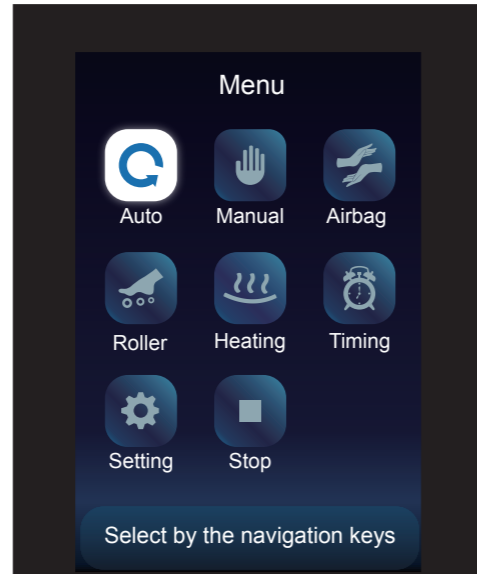 Menu
Auto Manual Airbag
Roller Heating Timing
Setting Stop
Select by the navigation keys